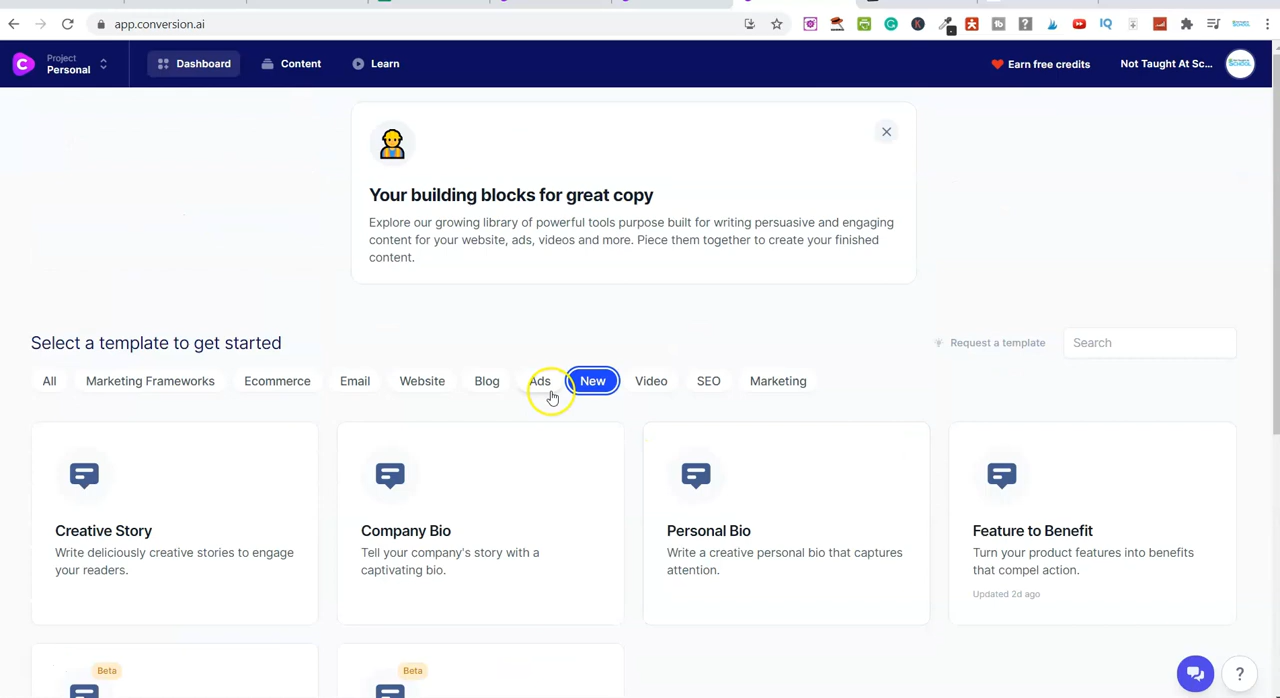 app.conversion.ai
Project
Personal
Dashboard
Content
Learn
Earn free credits
Not Taught At Sc...
Your building blocks for great copy
Explore our growing library of powerful tools purpose built for writing persuasive and engaging
content for your website, ads, videos and more. Piece them together to create your finished
content.
Select a template to get started
Request a template
Search
All
Marketing Frameworks
Ecommerce
Email
Website
Blog
Ads
New
Video
SEO
Marketing
Creative Story
Write deliciously creative stories to engage
your readers.
Company Bio
Tell your company's story with a
captivating bio.
Personal Bio
Write a creative personal bio that captures
attention.
Feature to Benefit
Turn your product features into benefits
that compel action.
Updated 2d ago
Beta
Beta